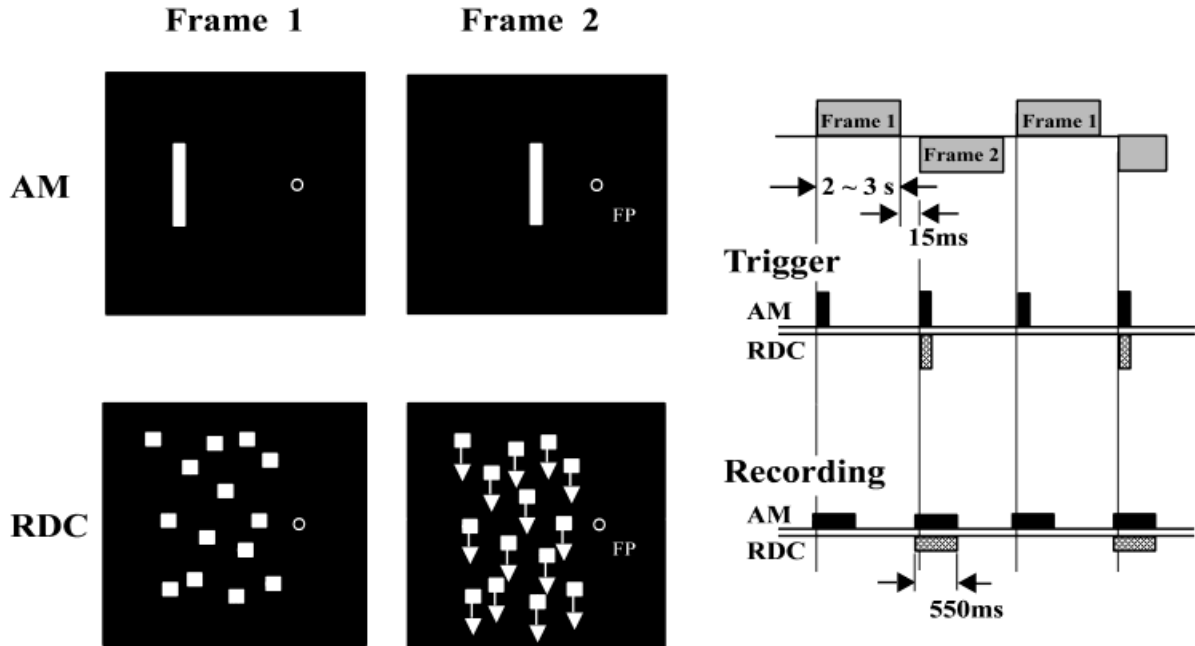 Frame 1
Frame 2
AM
FP
RDC
FP
Frame 1
Frame 1
Frame 2
2 ~ 3 s
15ms
Trigger
AM
RDC
Recording
AM
RDC
550ms